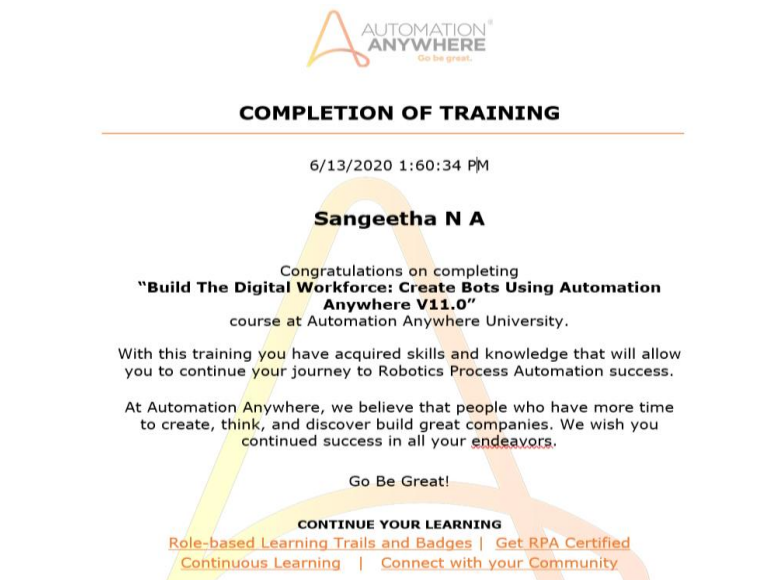 AUTOMATION
ANYWHERE
Go be great.
COMPLETION OF TRAINING
6/13/2020 1:60:34 PM
Sangeetha N A
Congratulations on completing
“Build The Digital Workforce: Create Bots Using Automation
Anywhere V11.0”
course at Automation Anywhere University.
With this training you have acquired skills and knowledge that will allow
you to continue your journey to Robotics Process Automation success.
At Automation Anywhere, we believe that people who have more time
to create, think, and discover build great companies. We wish you
continued success in all your endeavors.
Go Be Great!
CONTINUE YOUR LEARNING
Role-based Learning Trails and Badges | Get RPA Certified
Continuous Learning | Connect with your Community